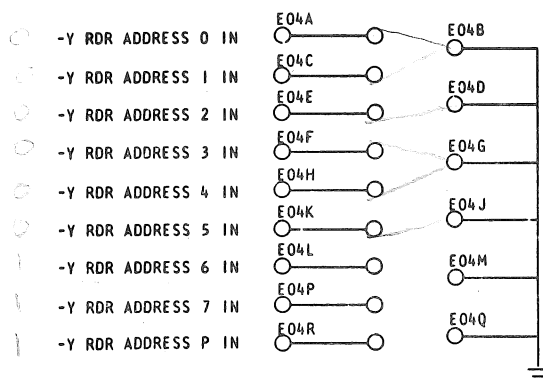 -Y RDR ADDRESS 0 IN E04A E04B
-Y RDR ADDRESS 1 IN E04C
-Y RDR ADDRESS 2 IN E04E E04D
-Y RDR ADDRESS 3 IN E04F
-Y RDR ADDRESS 4 IN E04H E04G
-Y RDR ADDRESS 5 IN E04K E04J
-Y RDR ADDRESS 6 IN E04L E04M
-Y RDR ADDRESS 7 IN E04P
-Y RDR ADDRESS P IN E04R E04Q